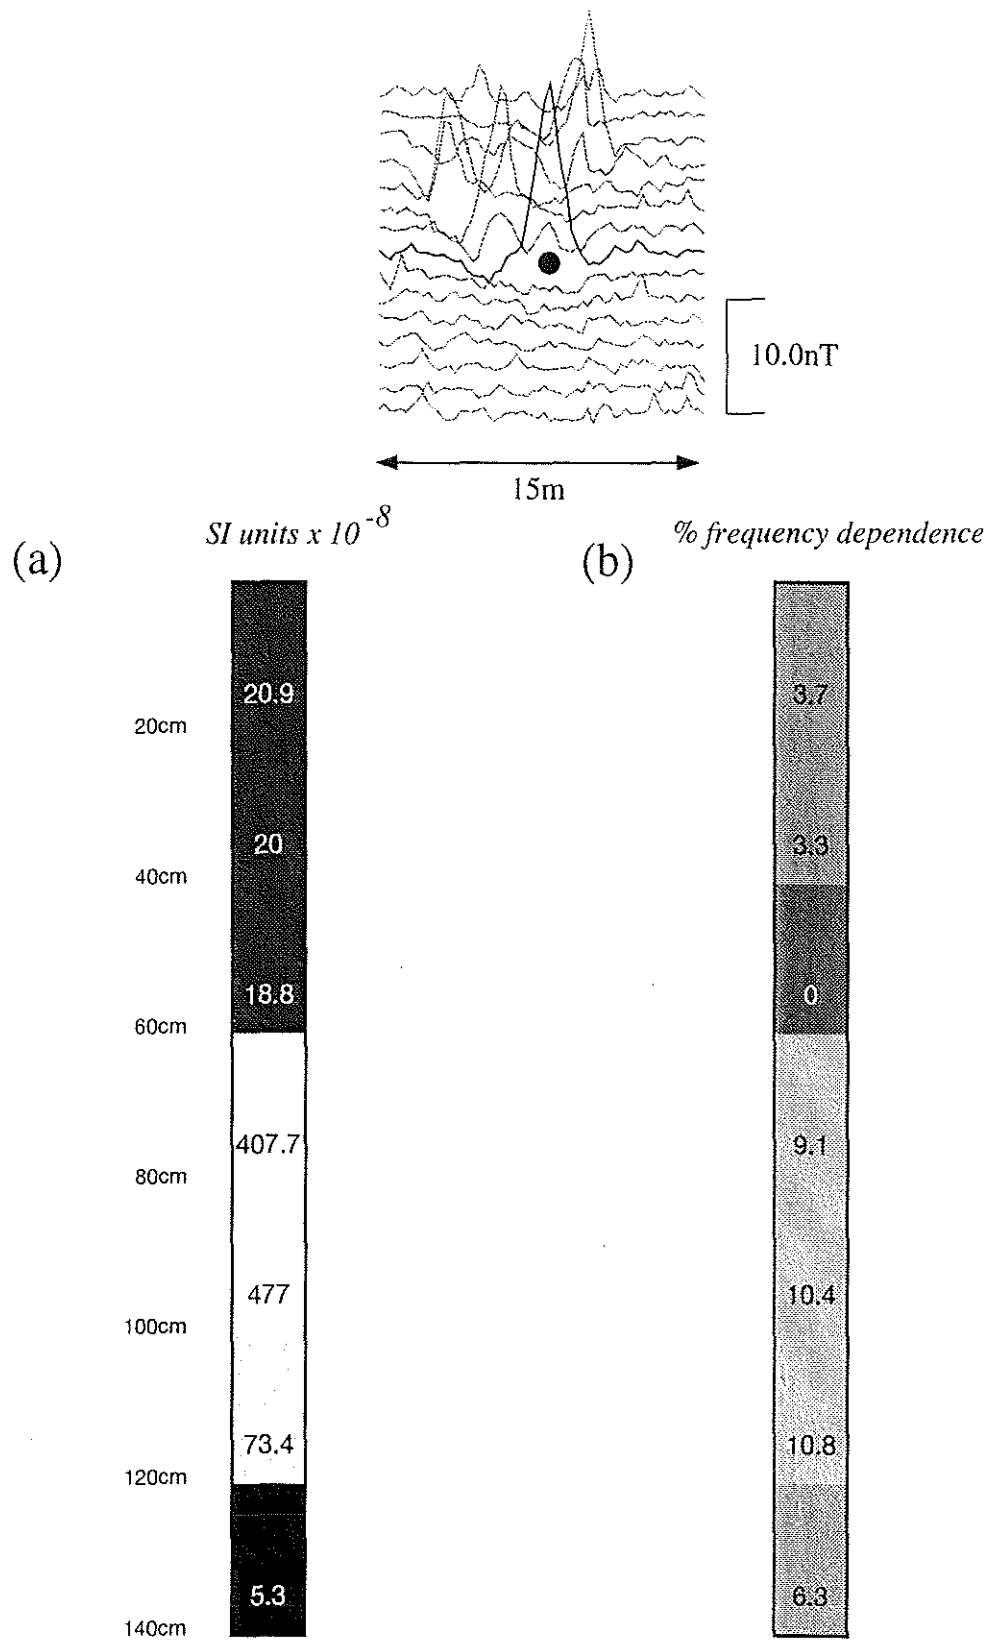 10.0nT
15m
(a)
SI units x 10^-8
(b)
% frequency dependence
20.9
20cm
20
40cm
18.8
60cm
407.7
80cm
477
100cm
73.4
120cm
5.3
140cm
3.7
3.3
0
9.1
10.4
10.8
6.3